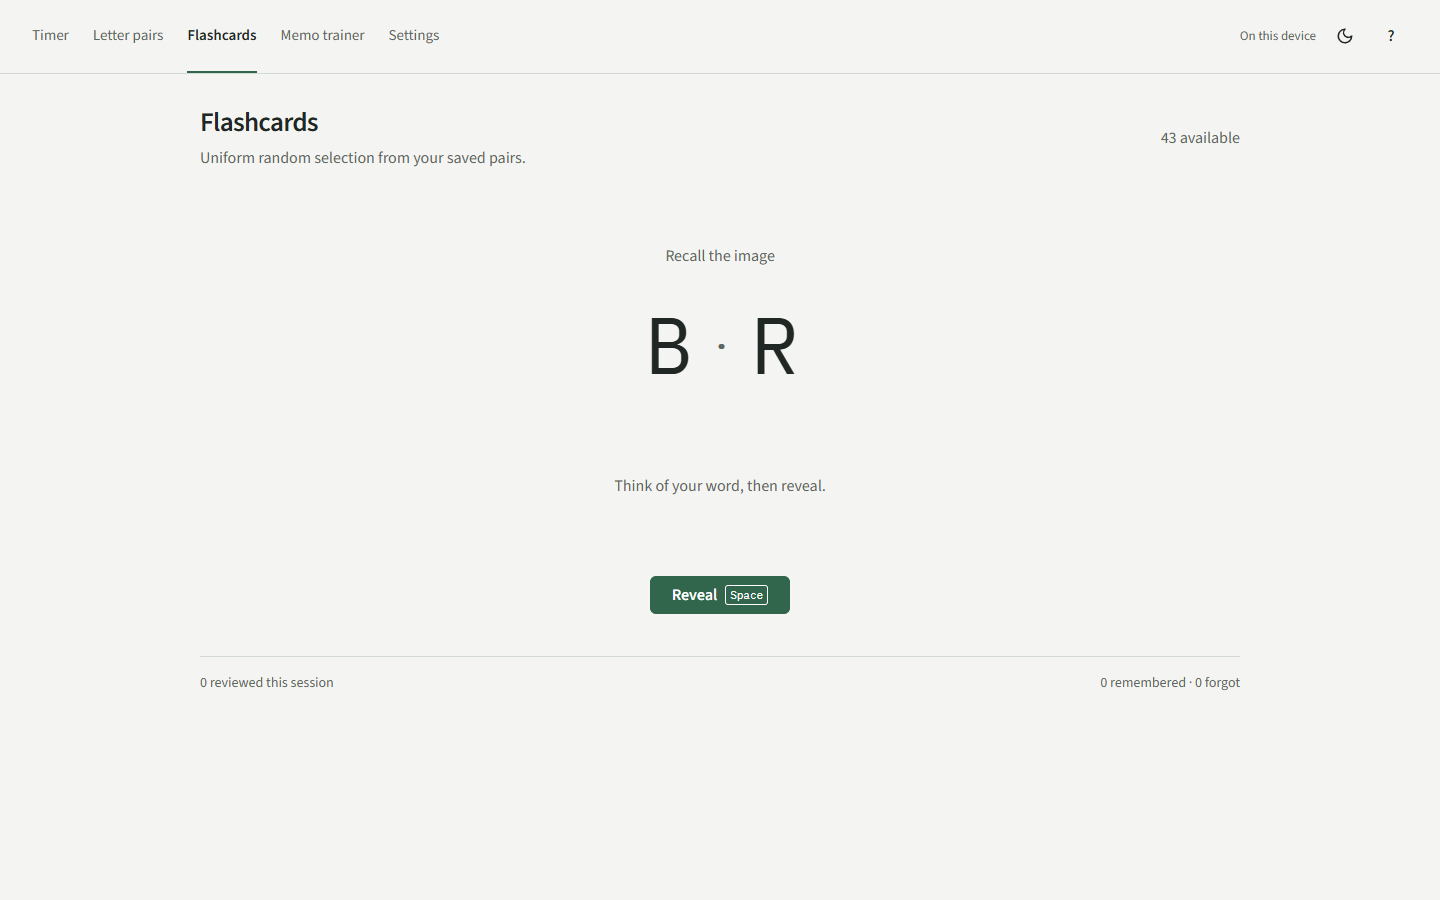 Timer Letter pairs Flashcards Memo trainer Settings On this device ?
Flashcards
43 available
Uniform random selection from your saved pairs.
Recall the image
B · R
Think of your word, then reveal.
Reveal Space
0 reviewed this session 0 remembered · 0 forgot